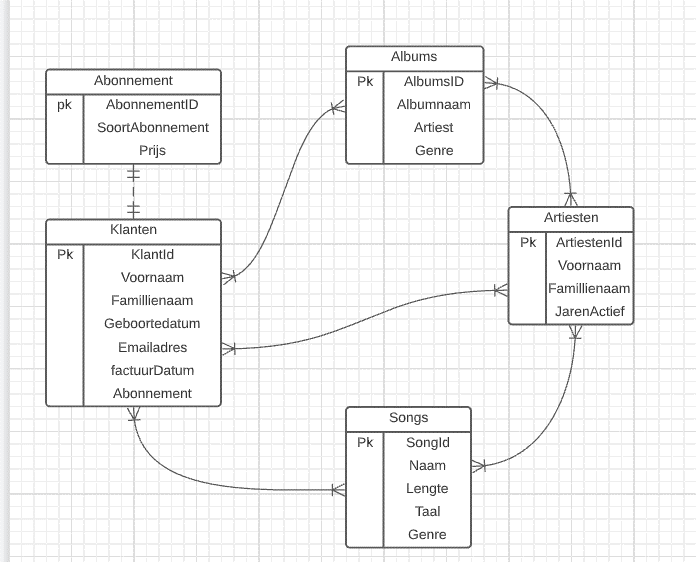 Abonnement
pk AbonnementID
SoortAbonnement
Prijs
Klanten
Pk KlantId
Voornaam
Famillienaam
Geboortedatum
Emailadres
factuurDatum
Abonnement
Albums
Pk AlbumsID
Albumnaam
Artiest
Genre
Artiesten
Pk ArtiestenId
Voornaam
Famillienaam
JarenActief
Songs
Pk SongId
Naam
Lengte
Taal
Genre